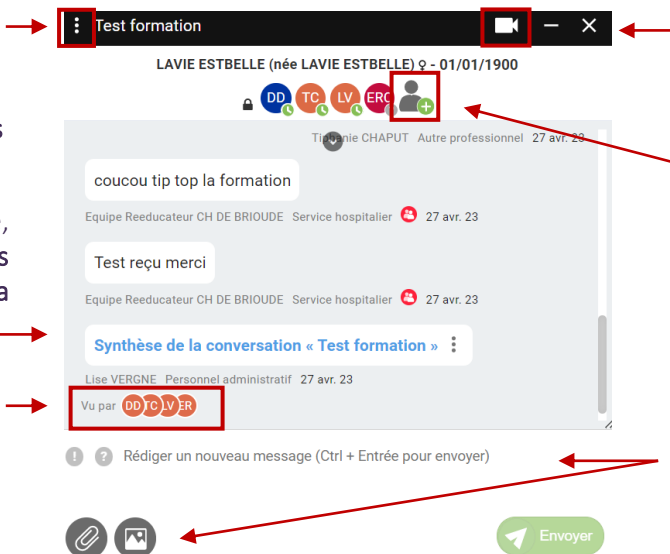 Test formation
LAVIE ESTBELLE (née LAVIE ESTBELLE) ♀ - 01/01/1900
DD TC LV ERC
s
Tiphanie CHAPUT Autre professionnel 27 avr. 23
coucou tip top la formation
,
Equipe Reeducateur CH DE BRIOUDE Service hospitalier 27 avr. 23
s
Test reçu merci
a
Equipe Reeducateur CH DE BRIOUDE Service hospitalier 27 avr. 23
Synthèse de la conversation « Test formation »
Lise VERGNE Personnel administratif 27 avr. 23
Vu par DD TC LV ER
! ? Rédiger un nouveau message (Ctrl + Entrée pour envoyer)
Envoyer